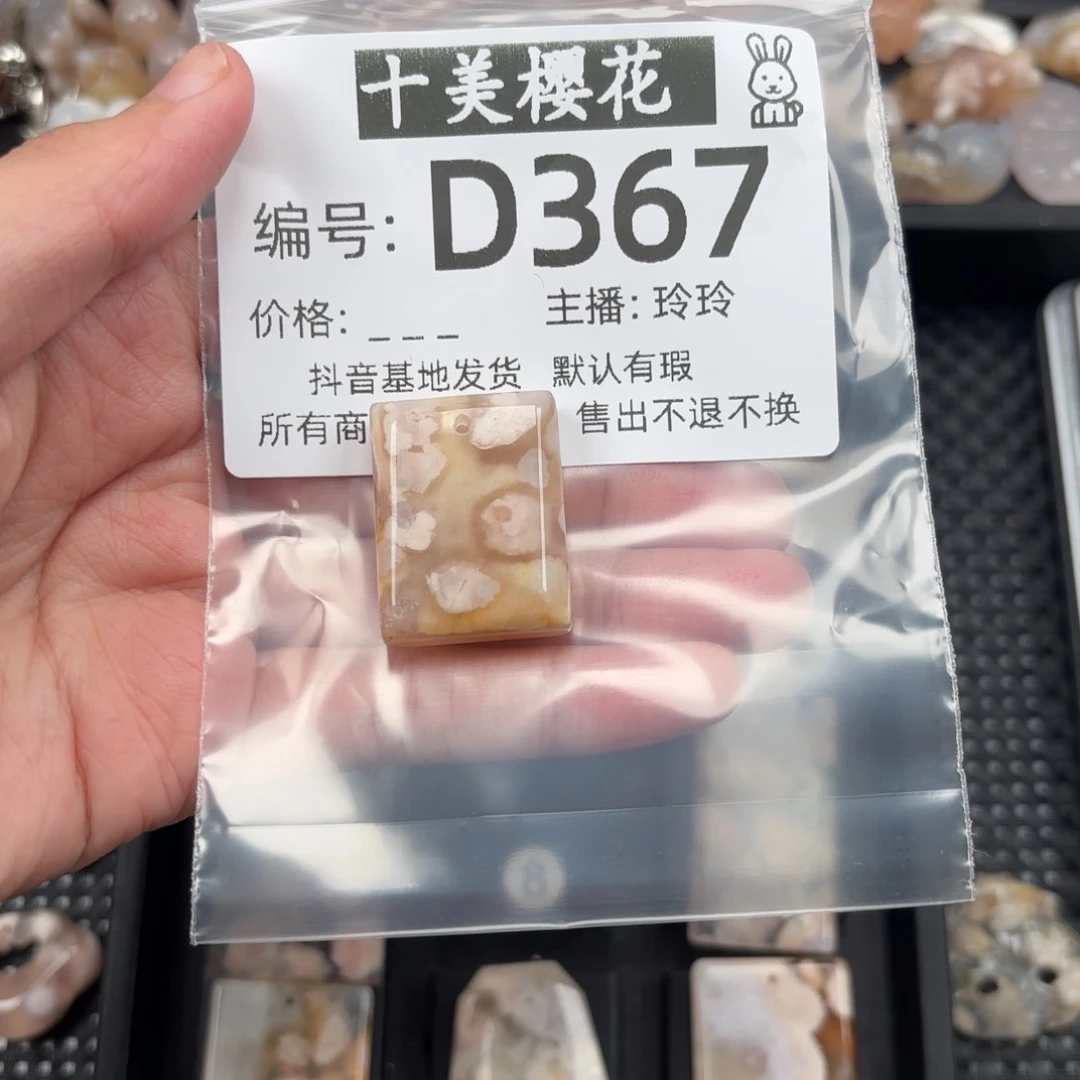 十美樱花
编号: D367
价格: _ _ _ 主播: 玲玲
抖音基地发货 默认有瑕
所有商 售出不退不换
8